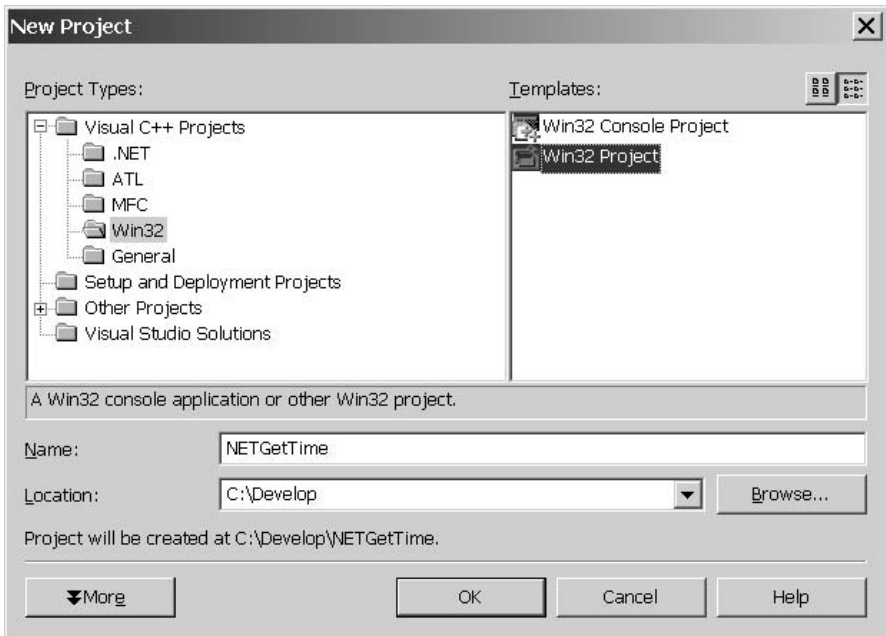 New Project
Project Types:
Templates:
Visual C++ Projects
.NET
ATL
MFC
Win32
General
Setup and Deployment Projects
Other Projects
Visual Studio Solutions
Win32 Console Project
Win32 Project
A Win32 console application or other Win32 project.
Name:
NETGetTime
Location:
C:\Develop
Browse...
Project will be created at C:\Develop\NETGetTime.
More
OK
Cancel
Help